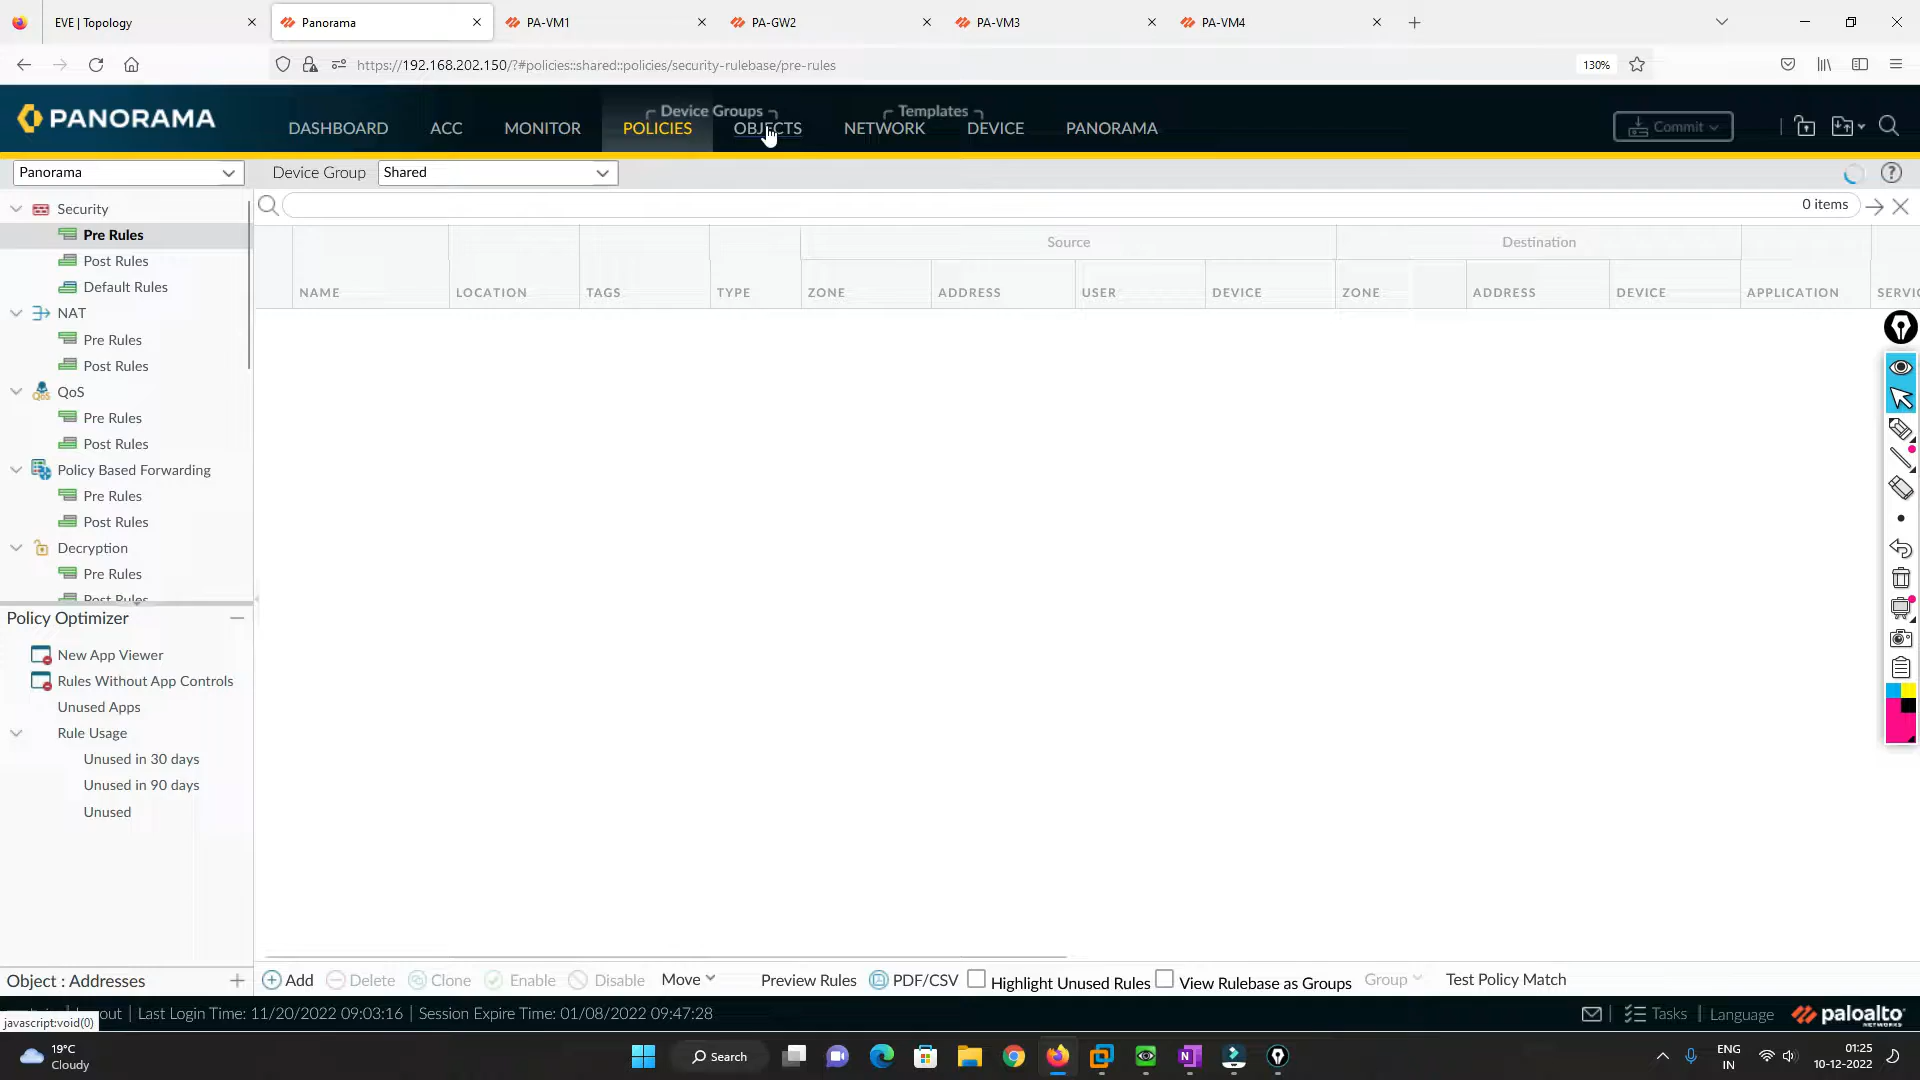 EVE | Topology
Panorama
PA-VM1
PA-GW2
PA-VM3
PA-VM4
https://192.168.202.150/?#policies::shared::policies/security-rulebase/pre-rules
130%
PANORAMA
DASHBOARD
ACC
MONITOR
Device Groups
POLICIES
OBJECTS
Templates
NETWORK
DEVICE
PANORAMA
Commit
Panorama
Device Group
Shared
Security
Pre Rules
Post Rules
Default Rules
NAT
Pre Rules
Post Rules
QoS
Pre Rules
Post Rules
Policy Based Forwarding
Pre Rules
Post Rules
Decryption
Pre Rules
Post Rules
0 items
Source
Destination
NAME
LOCATION
TAGS
TYPE
ZONE
ADDRESS
USER
DEVICE
ZONE
ADDRESS
DEVICE
APPLICATION
SERVIC
Policy Optimizer
New App Viewer
Rules Without App Controls
Unused Apps
Rule Usage
Unused in 30 days
Unused in 90 days
Unused
Object : Addresses
Add
Delete
Clone
Enable
Disable
Move
Preview Rules
PDF/CSV
Highlight Unused Rules
View Rulebase as Groups
Group
Test Policy Match
javascript:void(0)
out | Last Login Time: 11/20/2022 09:03:16 | Session Expire Time: 01/08/2022 09:47:28
Tasks
Language
paloalto
NETWORKS
19°C
Cloudy
Search
ENG
IN
01:25
10-12-2022